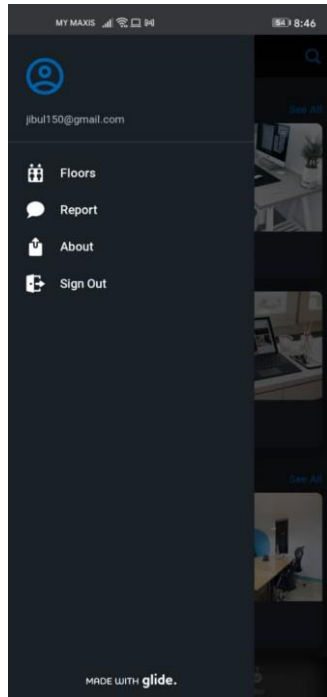 MY MAXIS 54 8:46
jibul150@gmail.com
See All
Floors
Report
About
Sign Out
See All
MADE WITH glide.